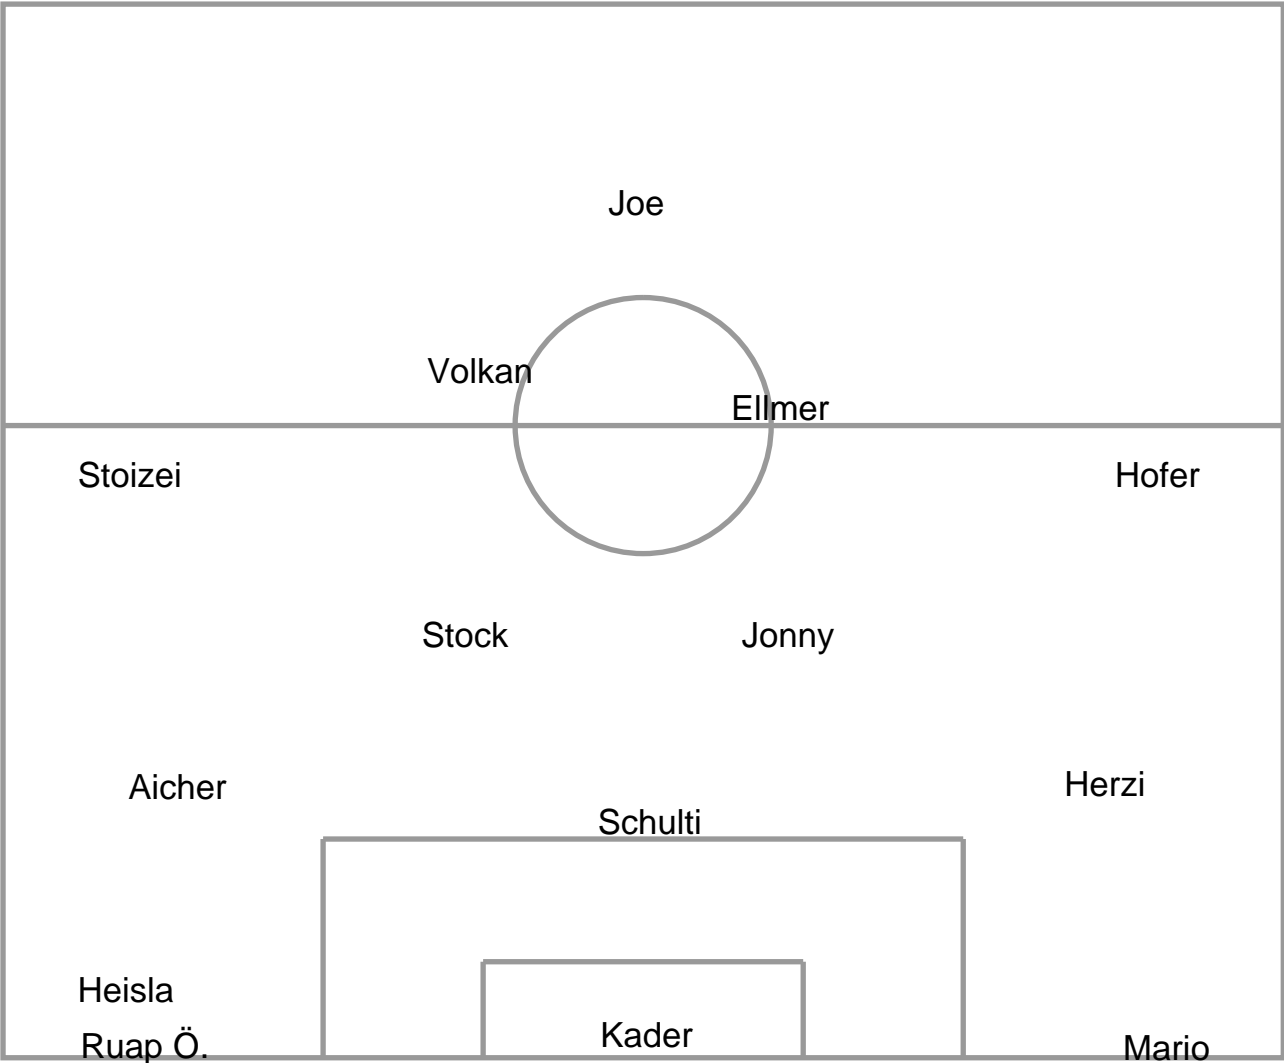 Joe
Volkan
Ellmer
Stoizei
Hofer
Stock
Jonny
Aicher
Herzi
Schulti
Heisla
Kader
Ruap Ö.
Mario